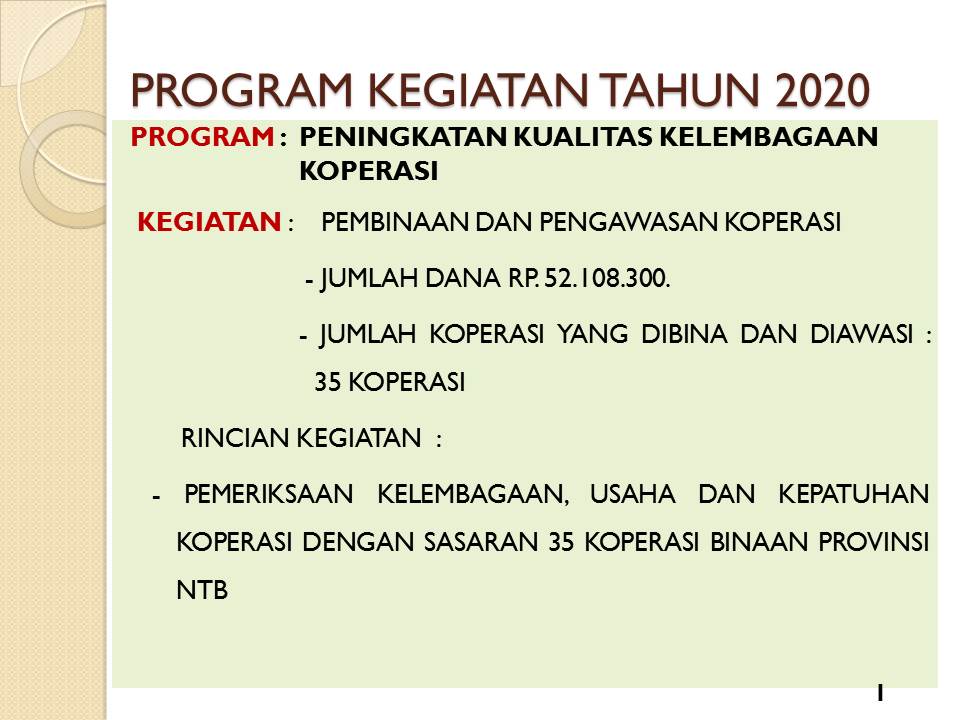 PROGRAM KEGIATAN TAHUN 2020
PROGRAM : PENINGKATAN KUALITAS KELEMBAGAAN
KOPERASI
KEGIATAN : PEMBINAAN DAN PENGAWASAN KOPERASI
- JUMLAH DANA RP. 52.108.300.
- JUMLAH KOPERASI YANG DIBINA DAN DIAWASI :
35 KOPERASI
RINCIAN KEGIATAN :
- PEMERIKSAAN KELEMBAGAAN, USAHA DAN KEPATUHAN
KOPERASI DENGAN SASARAN 35 KOPERASI BINAAN PROVINSI
NTB
1